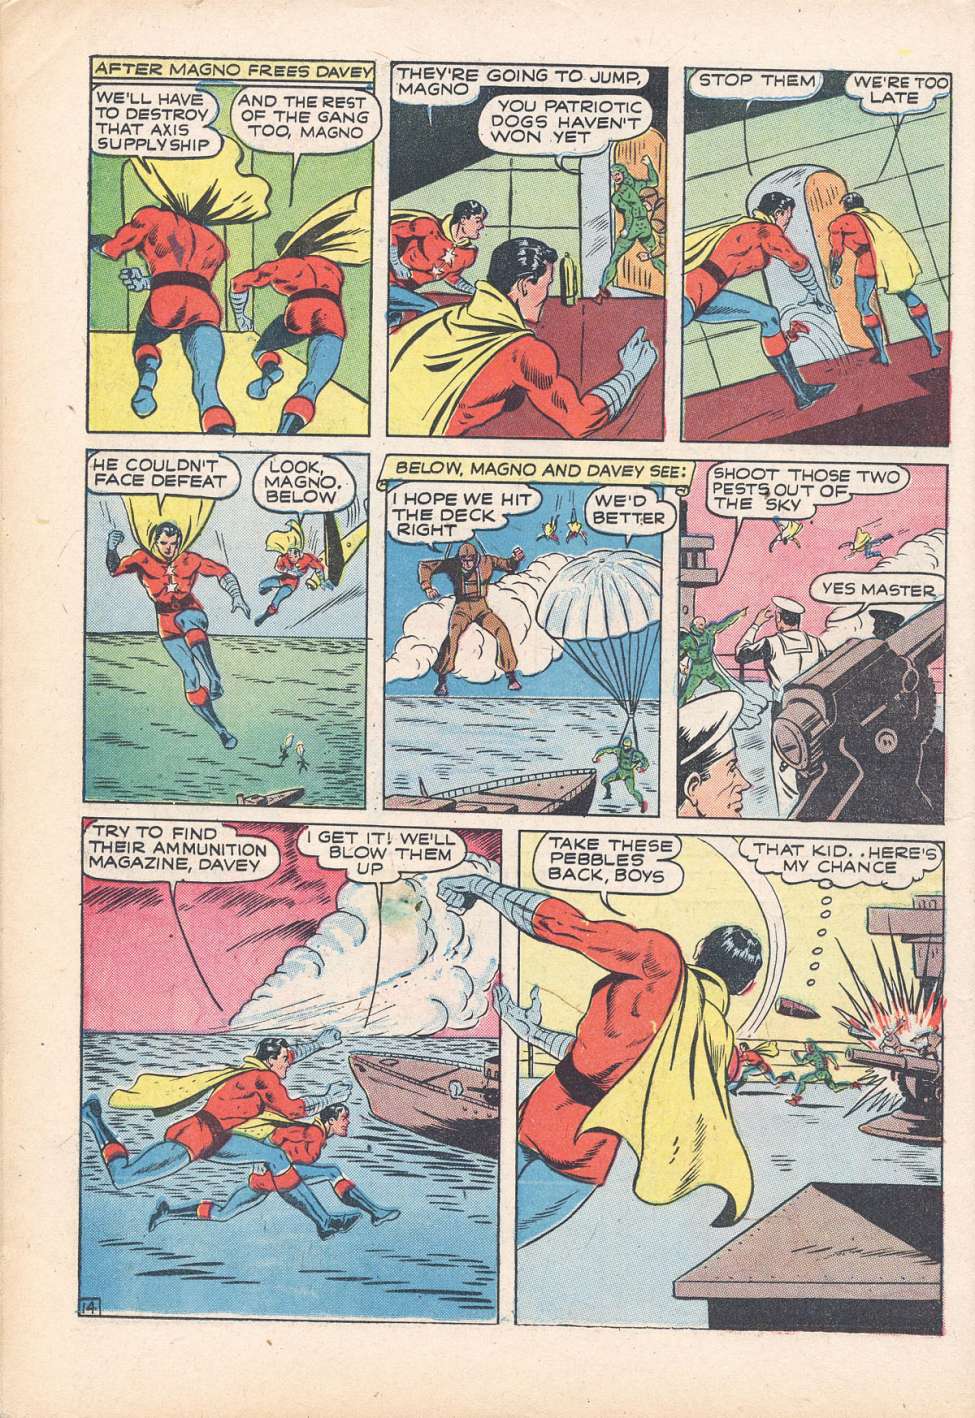 AFTER MAGNO FREES DAVEY
WE'LL HAVE
TO DESTROY
THAT AXIS
SUPPLY SHIP
AND THE REST
OF THE GANG
TOO, MAGNO
THEY'RE GOING TO JUMP,
MAGNO
YOU PATRIOTIC
DOGS HAVEN'T
WON YET
STOP THEM
WE'RE TOO
LATE
HE COULDN'T
FACE DEFEAT
LOOK,
MAGNO,
BELOW
BELOW, MAGNO AND DAVEY SEE:
I HOPE WE HIT
THE DECK
RIGHT
WE'D
BETTER
SHOOT THOSE TWO
PESTS OUT OF
THE SKY
YES MASTER
TRY TO FIND
THEIR AMMUNITION
MAGAZINE, DAVEY
I GET IT! WE'LL
BLOW THEM
UP
TAKE THESE
PEBBLES
BACK, BOYS
THAT KID..HERE'S
MY CHANCE
14